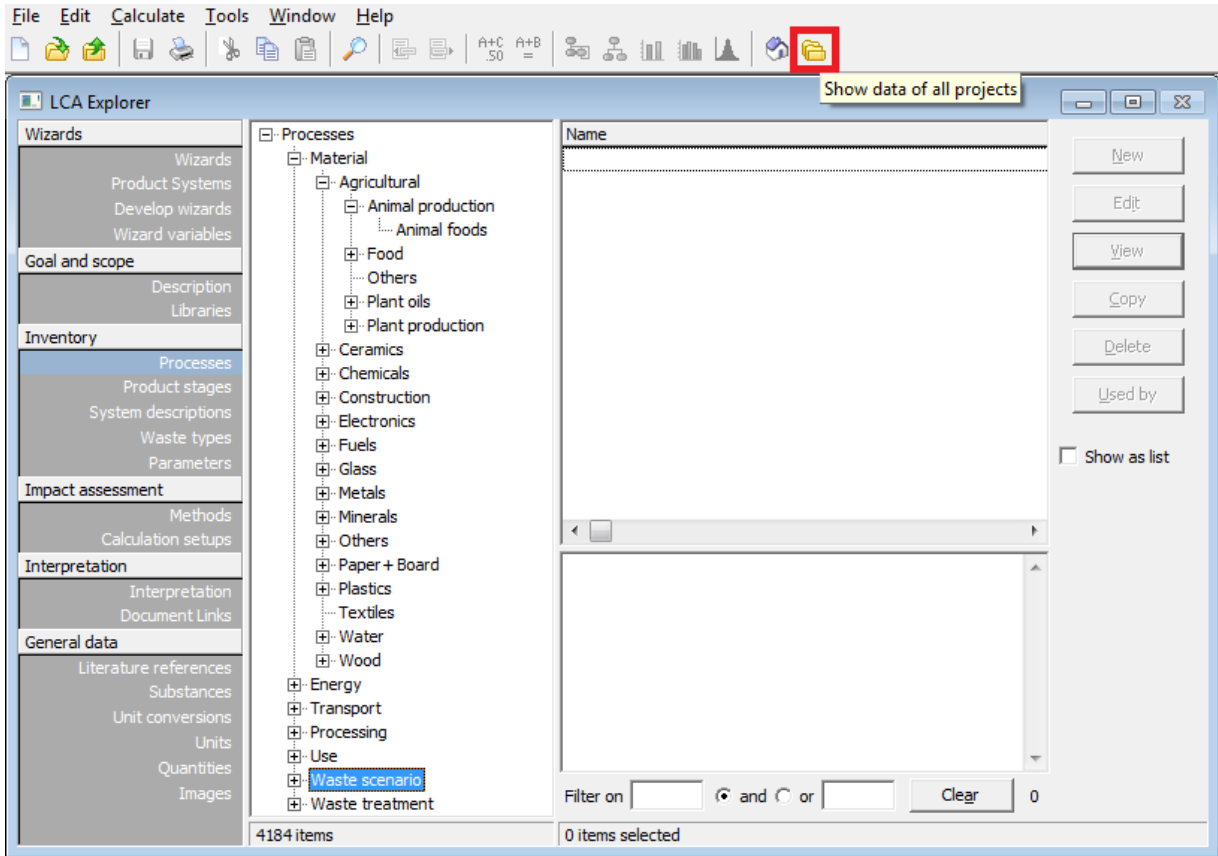 File Edit Calculate Tools Window Help
A+C .50 A+B =
Show data of all projects
LCA Explorer
Wizards
Wizards
Product Systems
Develop wizards
Wizard variables
Goal and scope
Description
Libraries
Inventory
Processes
Product stages
System descriptions
Waste types
Parameters
Impact assessment
Methods
Calculation setups
Interpretation
Interpretation
Document Links
General data
Literature references
Substances
Unit conversions
Units
Quantities
Images
Processes
Material
Agricultural
Animal production
Animal foods
Food
Others
Plant oils
Plant production
Ceramics
Chemicals
Construction
Electronics
Fuels
Glass
Metals
Minerals
Others
Paper + Board
Plastics
Textiles
Water
Wood
Energy
Transport
Processing
Use
Waste scenario
Waste treatment
4184 items
Name
Filter on and or Clear 0
0 items selected
New
Edit
View
Copy
Delete
Used by
Show as list